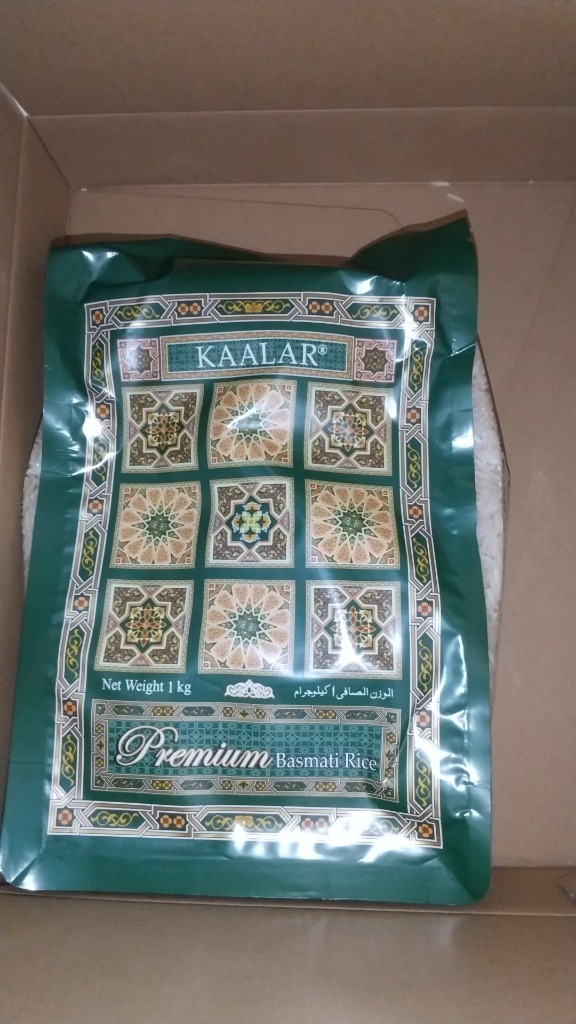 KAALAR®
Net Weight 1 kg
الوزن الصافي ١ كيلوجرام
Premium Basmati Rice